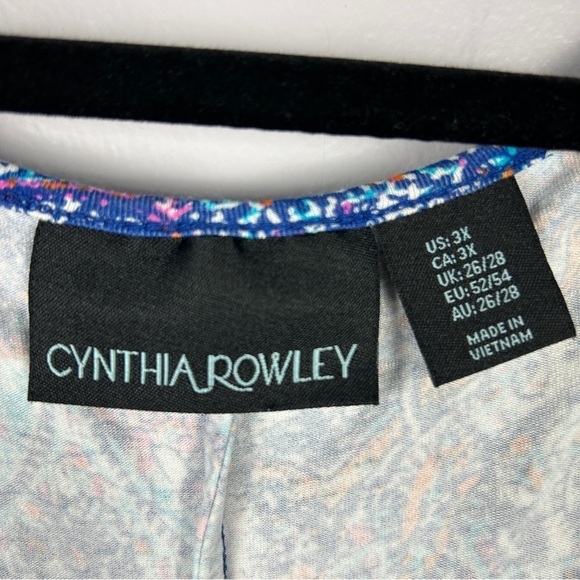 CYNTHIA ROWLEY
US: 3X
CA: 3X
UK: 26/28
EU: 52/54
AU: 26/28
MADE IN
VIETNAM